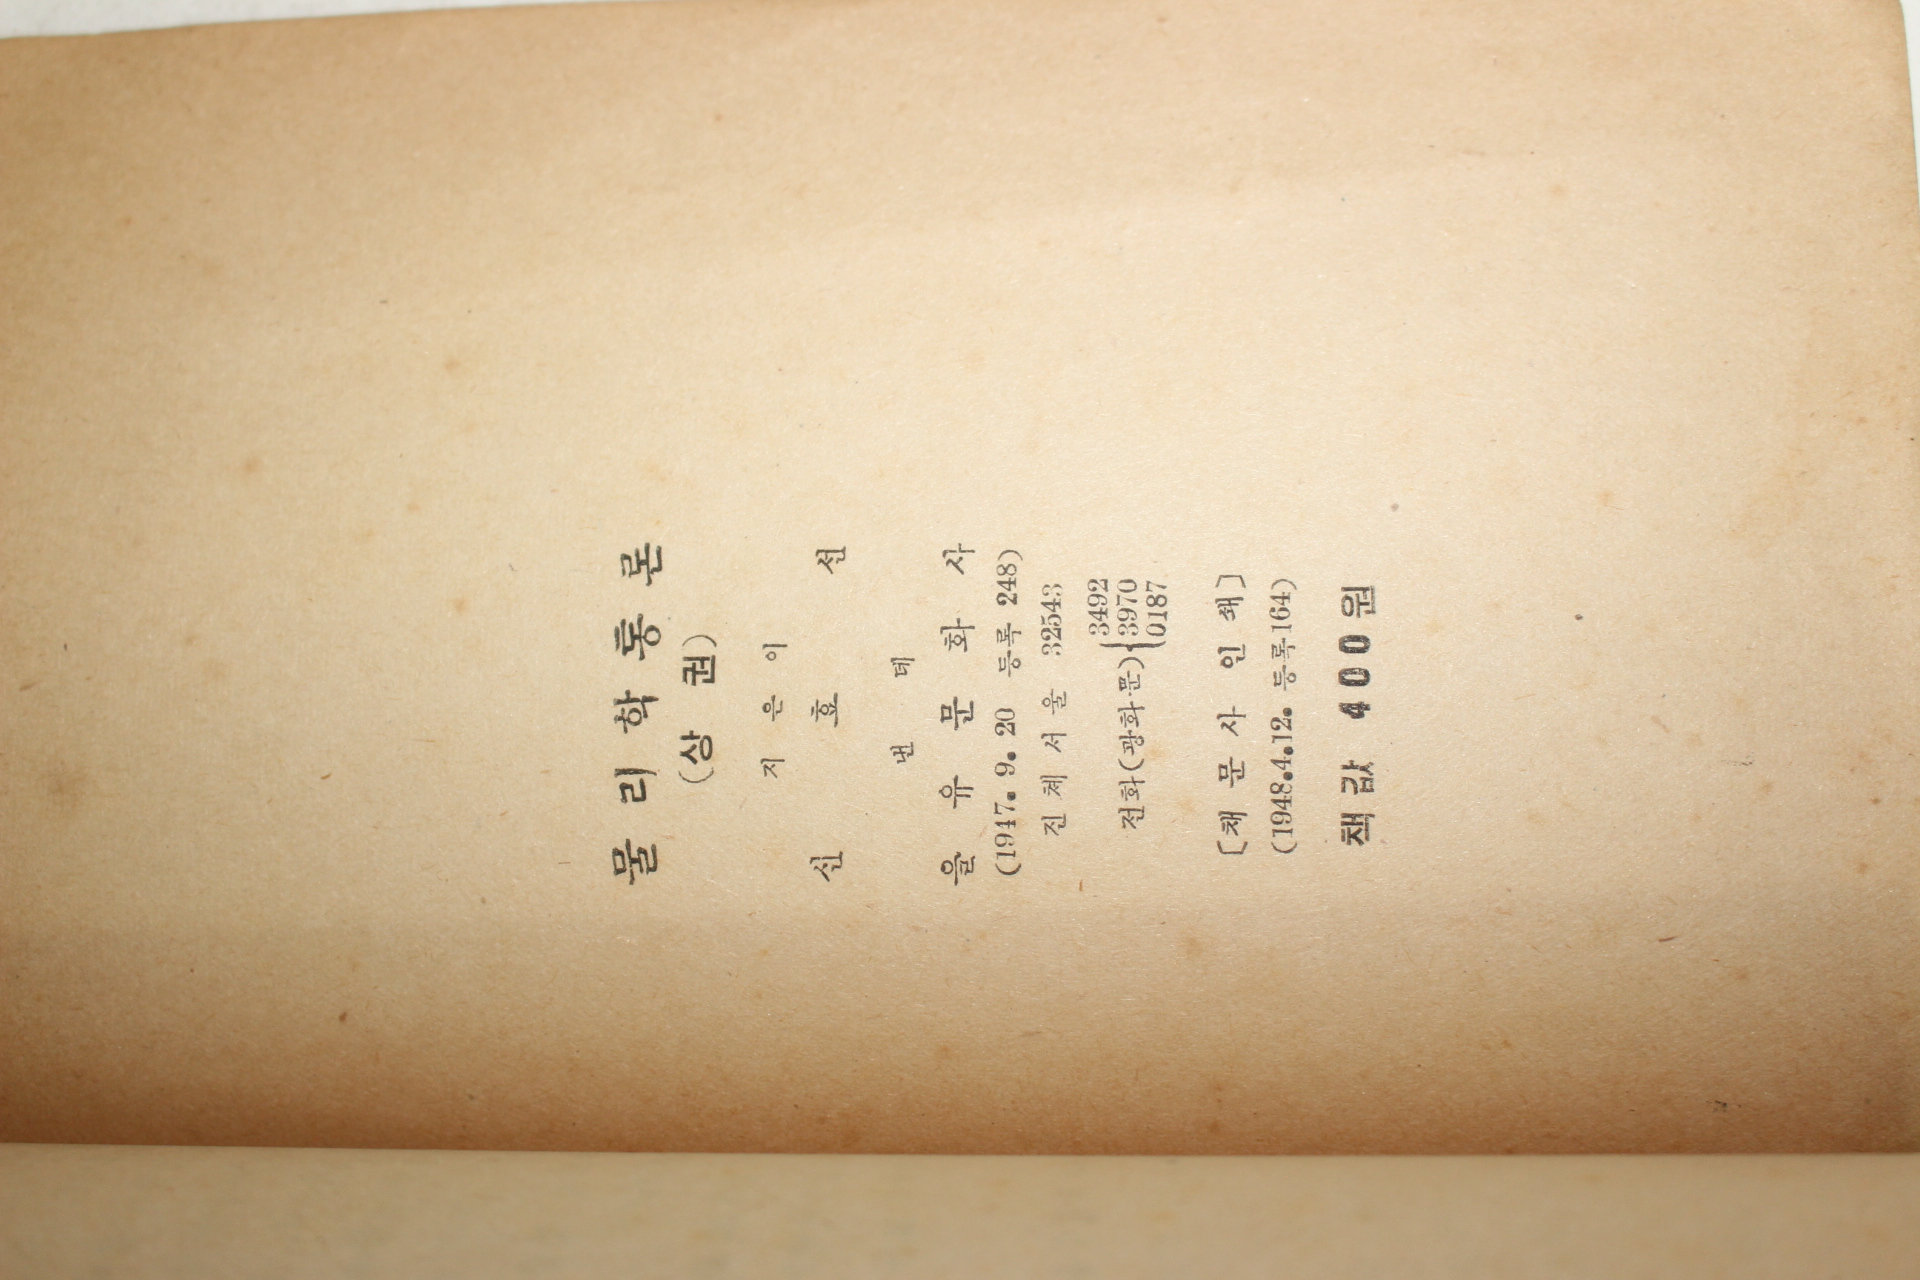 물리학통론
(상 권)
지 은 이
신 효 선
낸 데
을 유 문 화 사
(1947. 9. 20 등록 248)
진체 서울 32543
전화(광화문){3492
3970
0187
〔채 문 사 인 쇄〕
(1948.4.12. 등록164)
책값 400원